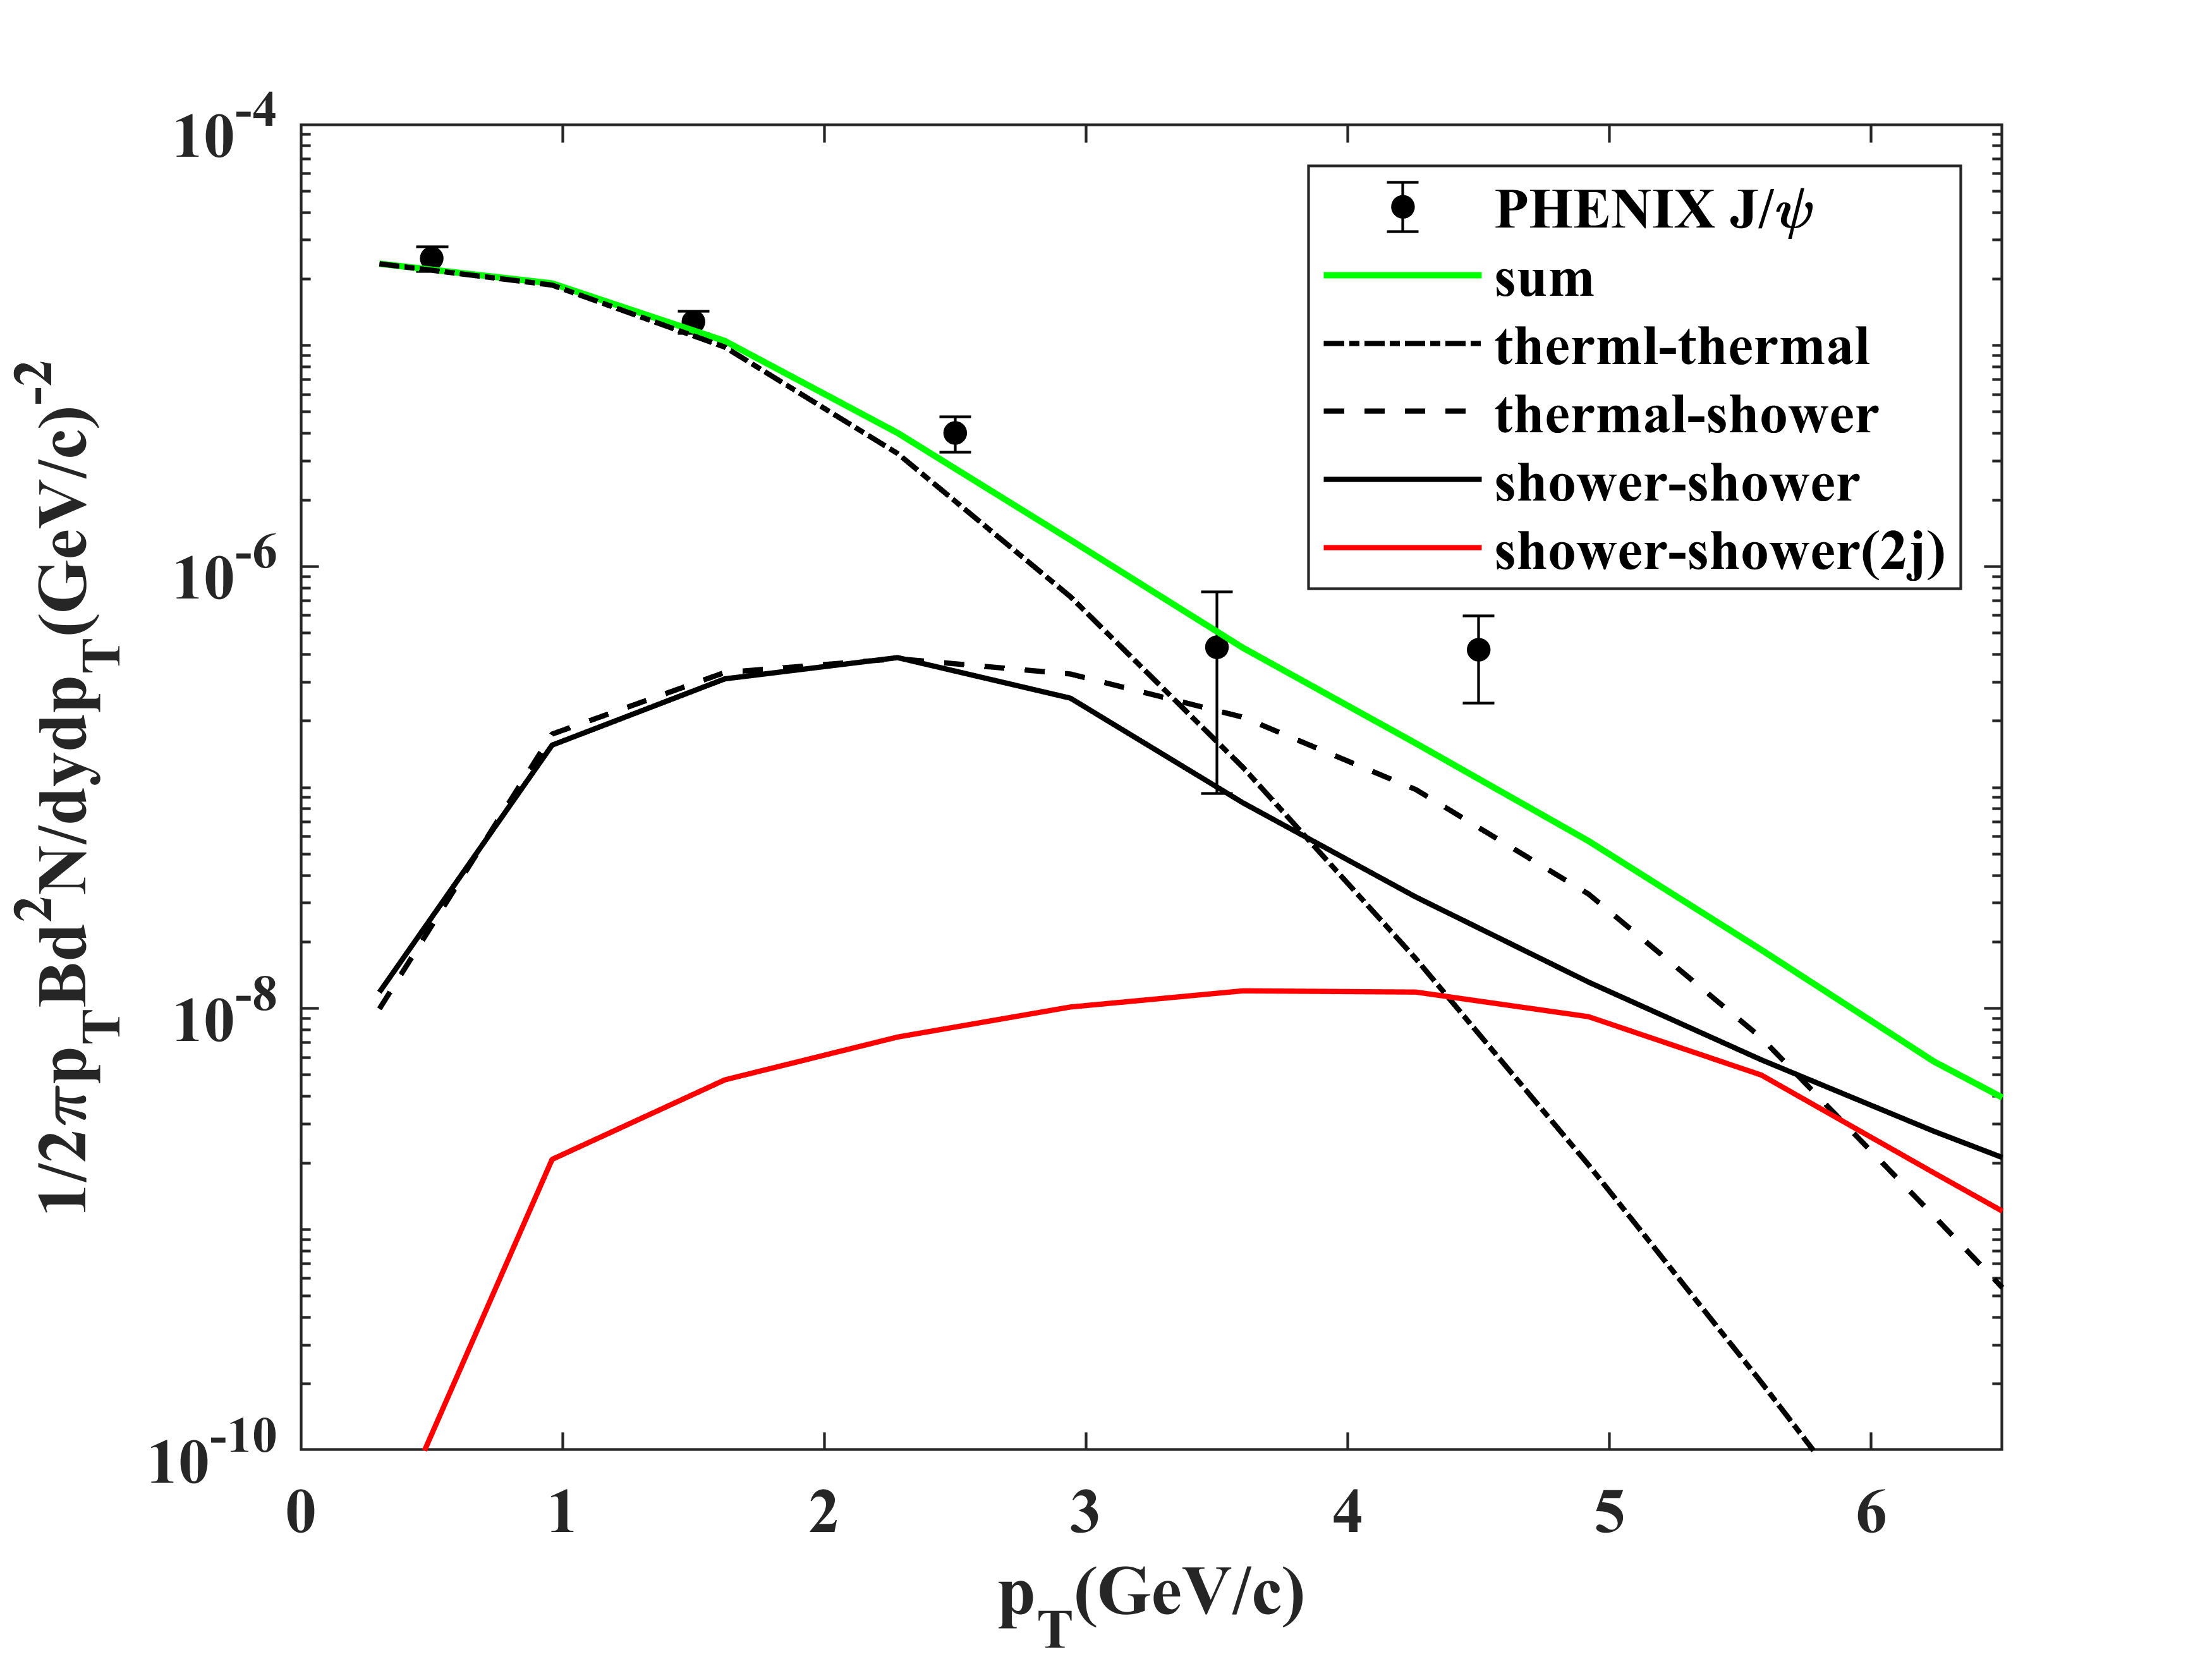 10^-4
10^-6
10^-8
10^-10
1/2πp_T Bd^2N/dydp_T(GeV/c)^-2
PHENIX J/ψ
sum
therml-thermal
thermal-shower
shower-shower
shower-shower(2j)
0 1 2 3 4 5 6
p_T(GeV/c)